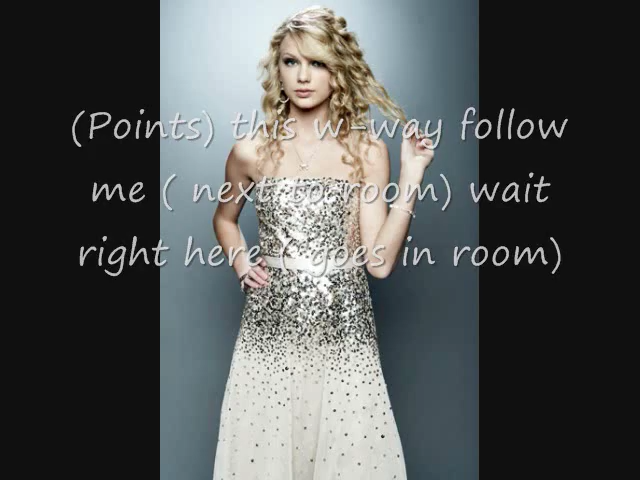 (Points) this w-way follow
me ( next to room) wait
right here ( goes in room)